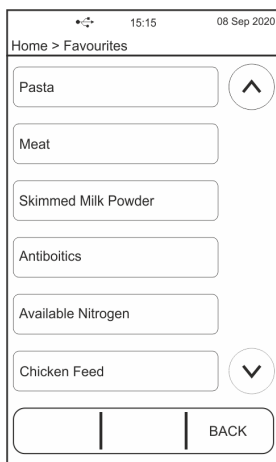 15:15 08 Sep 2020
Home > Favourites
Pasta
Meat
Skimmed Milk Powder
Antiboitics
Available Nitrogen
Chicken Feed
BACK